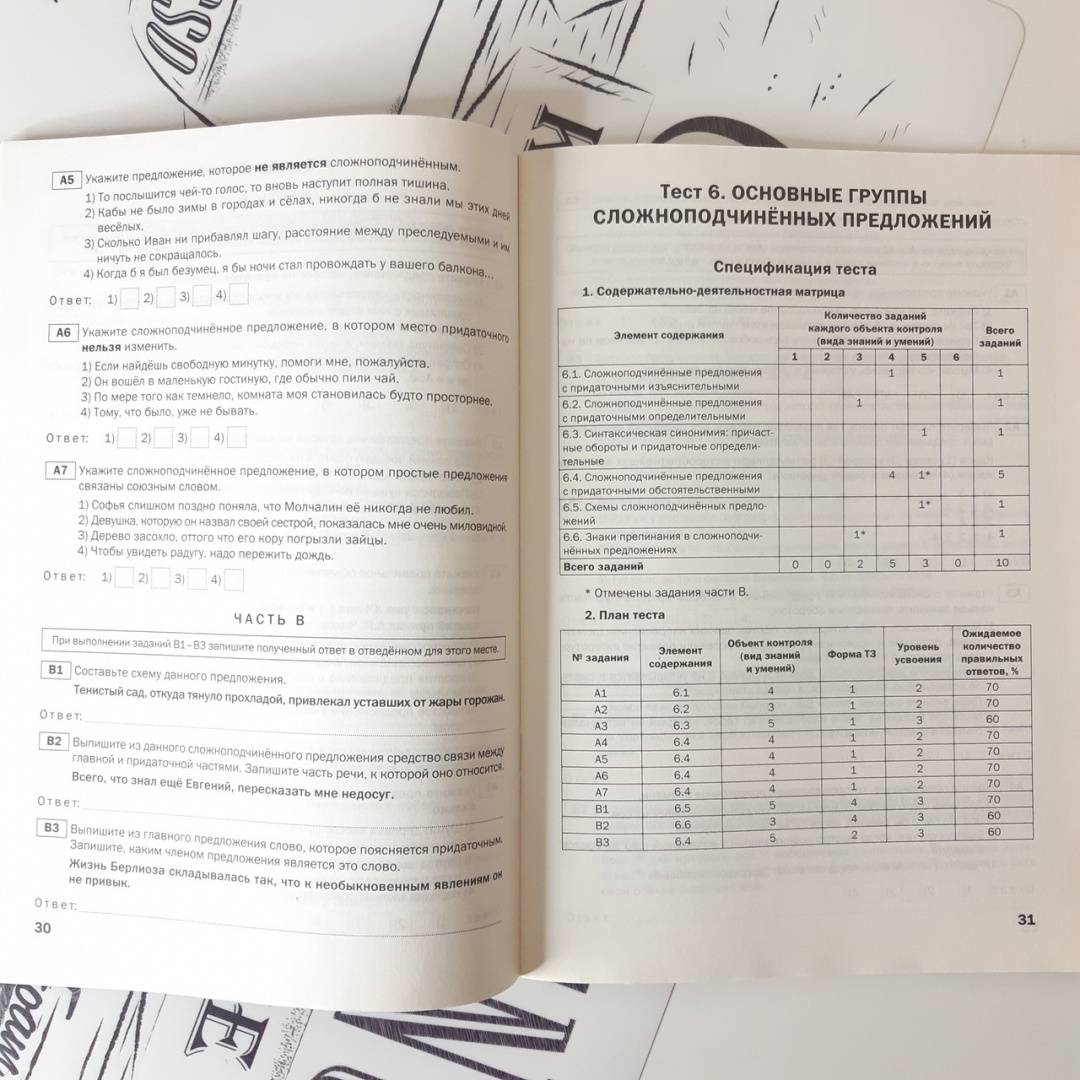 OSSO
И
А5 Укажите предложение, которое не является сложноподчинённым.
1) То послышится чей-то голос, то вновь наступит полная тишина.
2) Кабы не было зимы в городах и сёлах, никогда б не знали мы этих дней
весёлых.
3) Сколько Иван ни прибавлял шагу, расстояние между преследуемыми и им
ничуть не сокращалось.
4) Когда б я был безумец, я бы ночи стал провождать у вашего балкона...
Ответ: 1) 2) 3) 4)
А6 Укажите сложноподчинённое предложение, в котором место придаточного
нельзя изменить.
1) Если найдёшь свободную минутку, помоги мне, пожалуйста.
2) Он вошёл в маленькую гостиную, где обычно пили чай.
3) По мере того как темнело, комната моя становилась будто просторнее.
4) Тому, что было, уже не бывать.
Ответ: 1) 2) 3) 4)
А7 Укажите сложноподчинённое предложение, в котором простые предложения
связаны союзным словом.
1) Софья слишком поздно поняла, что Молчалин её никогда не любил.
2) Девушка, которую он назвал своей сестрой, показалась мне очень миловидной.
3) Дерево засохло, оттого что его кору погрызли зайцы.
4) Чтобы увидеть радугу, надо пережить дождь.
Ответ: 1) 2) 3) 4)
ЧАСТЬ В
При выполнении заданий В1–В3 запишите полученный ответ в отведённом для этого месте.
В1 Составьте схему данного предложения.
Тенистый сад, откуда тянуло прохладой, привлекал уставших от жары горожан.
Ответ:
В2 Выпишите из данного сложноподчинённого предложения средство связи между
главной и придаточной частями. Запишите часть речи, к которой оно относится.
Всего, что знал ещё Евгений, пересказать мне недосуг.
Ответ:
В3 Выпишите из главного предложения слово, которое поясняется придаточным.
Запишите, каким членом предложения является это слово.
Жизнь Берлиоза складывалась так, что к необыкновенным явлениям он
не привык.
Ответ:
30
Тест 6. ОСНОВНЫЕ ГРУППЫ
СЛОЖНОПОДЧИНЁННЫХ ПРЕДЛОЖЕНИЙ
Спецификация теста
1. Содержательно-деятельностная матрица
Элемент содержания Количество заданий каждого объекта контроля (вида знаний и умений) Всего заданий
1 2 3 4 5 6
6.1. Сложноподчинённые предложения 1 1
с придаточными изъяснительными
6.2. Сложноподчинённые предложения 1 1
с придаточными определительными
6.3. Синтаксическая синонимия: причаст- 1 1
ные обороты и придаточные определи-
тельные
6.4. Сложноподчинённые предложения 4 1* 5
с придаточными обстоятельственными
6.5. Схемы сложноподчинённых предло- 1* 1
жений
6.6. Знаки препинания в сложноподчи- 1* 1
нённых предложениях
Всего заданий 0 0 2 5 3 0 10
* Отмечены задания части В.
2. План теста
№ задания Элемент содержания Объект контроля (вид знаний и умений) Форма ТЗ Уровень усвоения Ожидаемое количество правильных ответов, %
А1 6.1 4 1 2 70
А2 6.2 3 1 2 70
А3 6.3 5 1 3 60
А4 6.4 4 1 2 70
А5 6.4 4 1 2 70
А6 6.4 4 1 2 70
А7 6.4 4 1 2 70
В1 6.5 5 4 3 70
В2 6.6 3 4 3 60
В3 6.4 5 2 3 60
31
Е